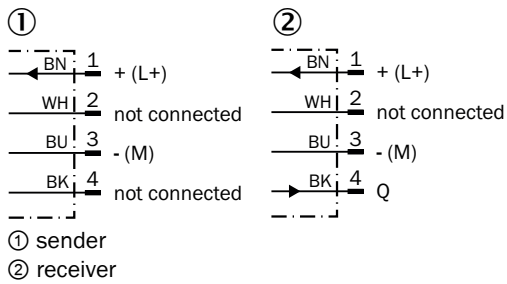 ① ②
BN 1 + (L+) BN 1 + (L+)
WH 2 not connected WH 2 not connected
BU 3 - (M) BU 3 - (M)
BK 4 not connected BK 4 Q
① sender
② receiver